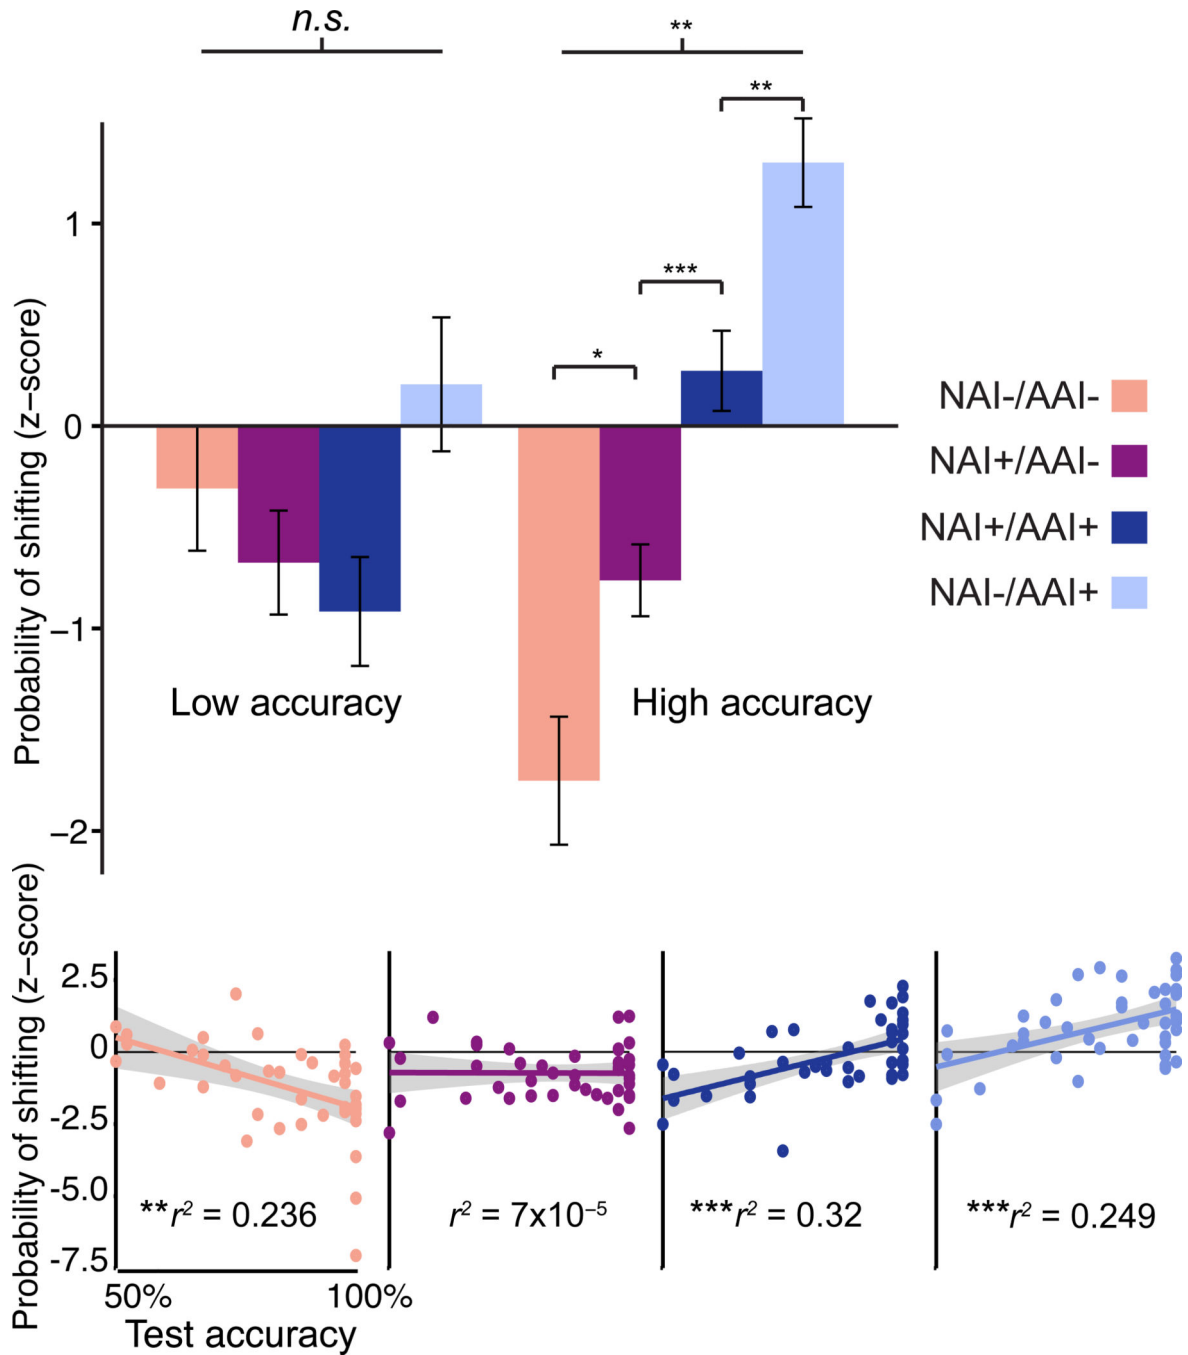 n.s.
**
**
***
*
Probability of shifting (z–score)
1
0
–1
–2
Low accuracy
High accuracy
NAI-/AAI-
NAI+/AAI-
NAI+/AAI+
NAI-/AAI+
Probability of shifting (z–score)
2.5
0
-2.5
-5.0
-7.5
**r² = 0.236
r² = 7x10⁻⁵
***r² = 0.32
***r² = 0.249
50%
100%
Test accuracy